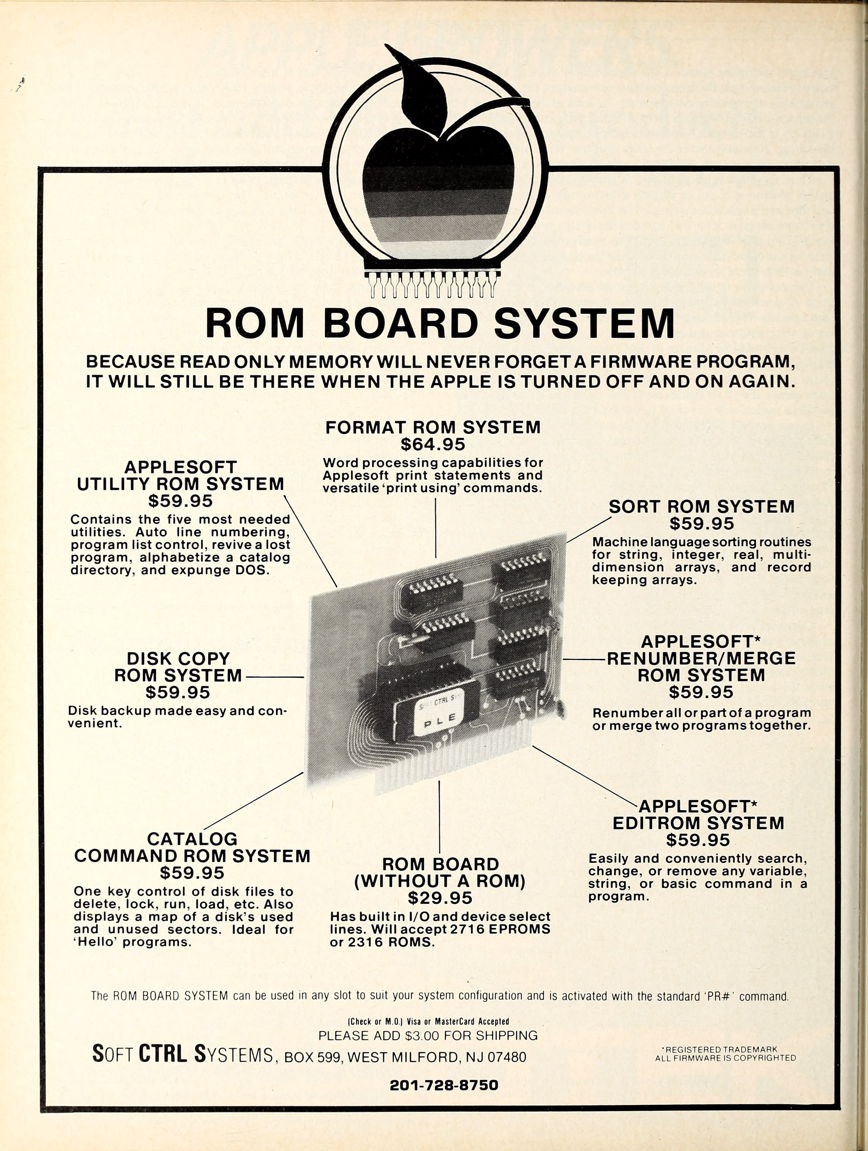 ROM BOARD SYSTEM
BECAUSE READ ONLY MEMORY WILL NEVER FORGET A FIRMWARE PROGRAM,
IT WILL STILL BE THERE WHEN THE APPLE IS TURNED OFF AND ON AGAIN.
FORMAT ROM SYSTEM
$64.95
Word processing capabilities for
Applesoft print statements and
versatile 'print using' commands.
APPLESOFT
UTILITY ROM SYSTEM
$59.95
Contains the five most needed
utilities. Auto line numbering,
program list control, revive a lost
program, alphabetize a catalog
directory, and expunge DOS.
SORT ROM SYSTEM
$59.95
Machine language sorting routines
for string, integer, real, multi-
dimension arrays, and record
keeping arrays.
DISK COPY
ROM SYSTEM
$59.95
Disk backup made easy and con-
venient.
SOFT CTRL S
PLE
APPLESOFT*
RENUMBER/MERGE
ROM SYSTEM
$59.95
Renumber all or part of a program
or merge two programs together.
CATALOG
COMMAND ROM SYSTEM
$59.95
One key control of disk files to
delete, lock, run, load, etc. Also
displays a map of a disk's used
and unused sectors. Ideal for
'Hello' programs.
ROM BOARD
(WITHOUT A ROM)
$29.95
Has built in I/O and device select
lines. Will accept 2716 EPROMS
or 2316 ROMS.
APPLESOFT*
EDITROM SYSTEM
$59.95
Easily and conveniently search,
change, or remove any variable,
string, or basic command in a
program.
The ROM BOARD SYSTEM can be used in any slot to suit your system configuration and is activated with the standard 'PR#' command.
(Check or M.O.) Visa or MasterCard Accepted
PLEASE ADD $3.00 FOR SHIPPING
SOFT CTRL SYSTEMS, BOX 599, WEST MILFORD, NJ 07480
*REGISTERED TRADEMARK
ALL FIRMWARE IS COPYRIGHTED
201-728-8750